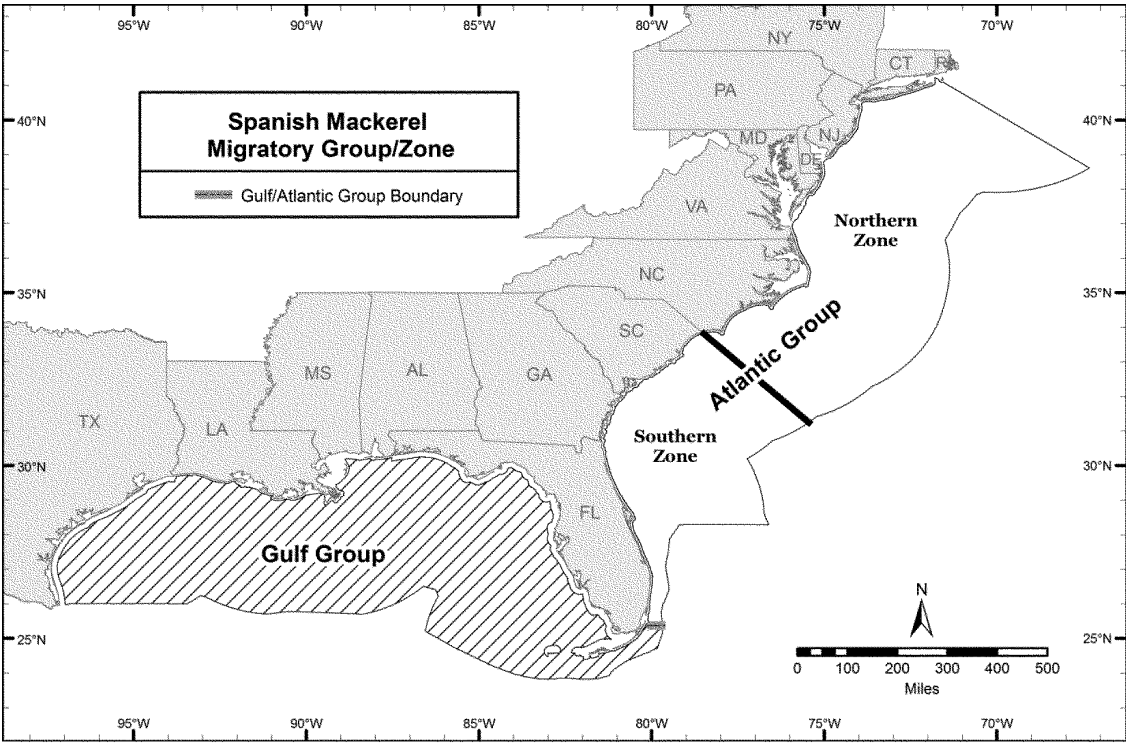 95°W 90°W 85°W 80°W 75°W 70°W
NY
CT
RI
PA
40°N
40°N
Spanish Mackerel
Migratory Group/Zone
Gulf/Atlantic Group Boundary
MD
NJ
DE
VA
Northern
Zone
NC
35°N
35°N
SC
Atlantic Group
MS
AL
GA
TX
LA
Southern
Zone
30°N
30°N
FL
Gulf Group
N
25°N
25°N
0 100 200 300 400 500
Miles
95°W 90°W 85°W 80°W 75°W 70°W